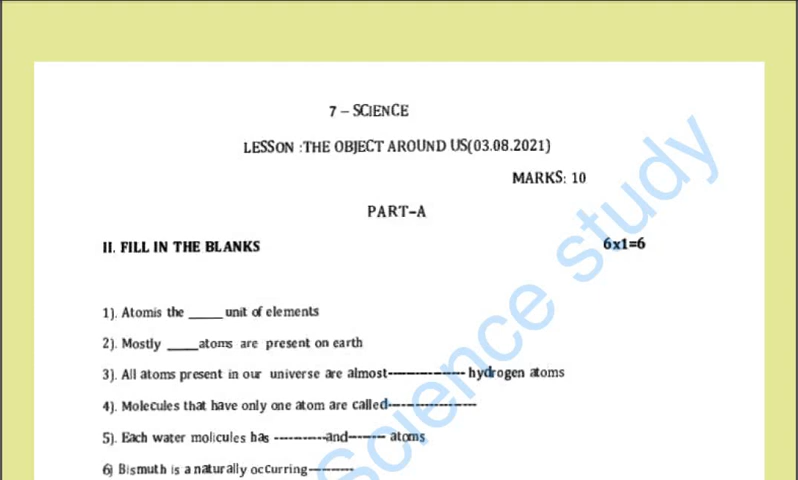 7 – SCIENCE
LESSON :THE OBJECT AROUND US(03.08.2021)
MARKS: 10
PART–A
II. FILL IN THE BLANKS 6x1=6
1). Atomis the _____ unit of elements
2). Mostly _____atoms are present on earth
3). All atoms present in our universe are almost----------------- hydrogen atoms
4). Molecules that have only one atom are called--------------------
5). Each water molicules has -----------and-------- atoms
6) Bismuth is a naturally occurring----------
Science study